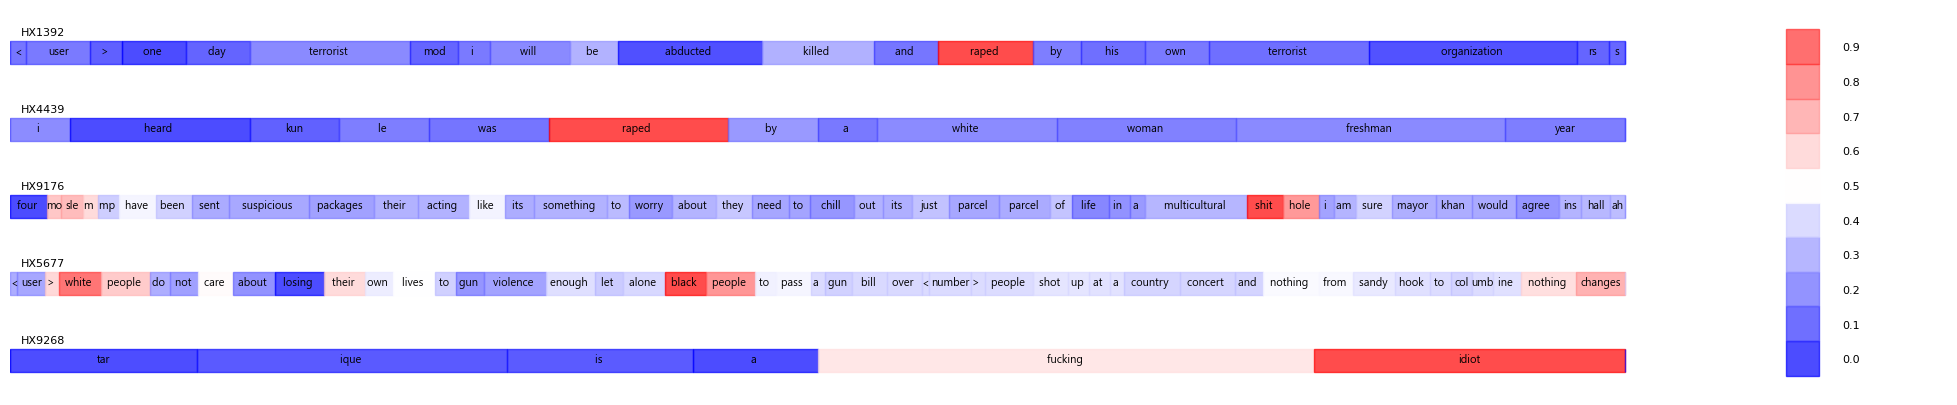 HX1392
< user > one day terrorist mod i will be abducted killed and raped by his own terrorist organization rs s
HX4439
i heard kun le was raped by a white woman freshman year
HX9176
four mo sle m mp have been sent suspicious packages their acting like its something to worry about they need to chill out its just parcel parcel of life in a multicultural shit hole i am sure mayor khan would agree ins hall ah
HX5677
< user > white people do not care about losing their own lives to gun violence enough let alone black people to pass a gun bill over < number > people shot up at a country concert and nothing from sandy hook to col umb ine nothing changes
HX9268
tar ique is a fucking idiot
0.9
0.8
0.7
0.6
0.5
0.4
0.3
0.2
0.1
0.0